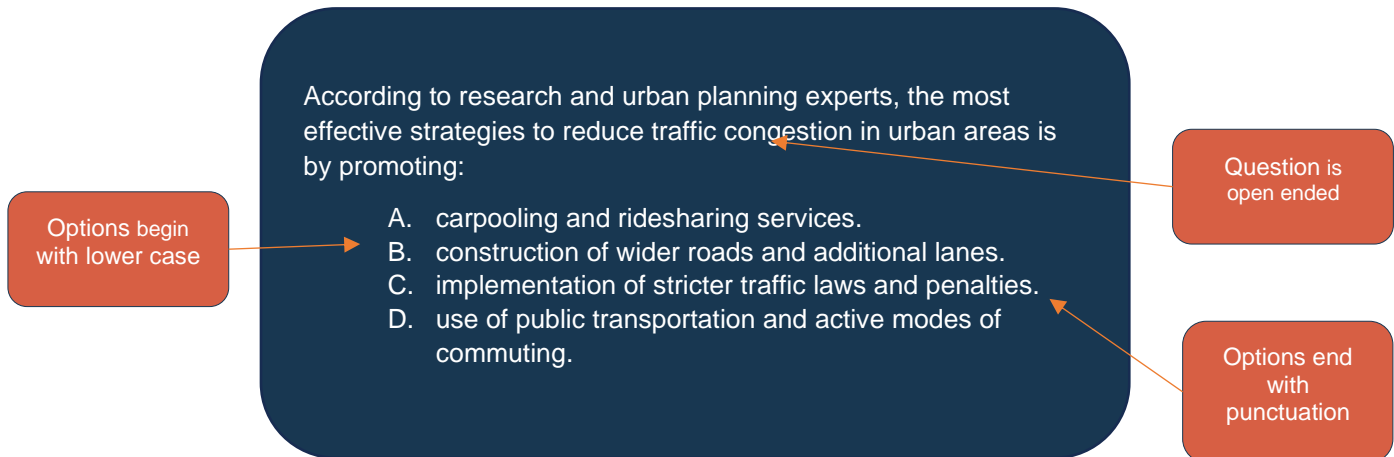 According to research and urban planning experts, the most
effective strategies to reduce traffic congestion in urban areas is
by promoting:
A. carpooling and ridesharing services.
B. construction of wider roads and additional lanes.
C. implementation of stricter traffic laws and penalties.
D. use of public transportation and active modes of
commuting.
Options begin
with lower case
Question is
open ended
Options end
with
punctuation